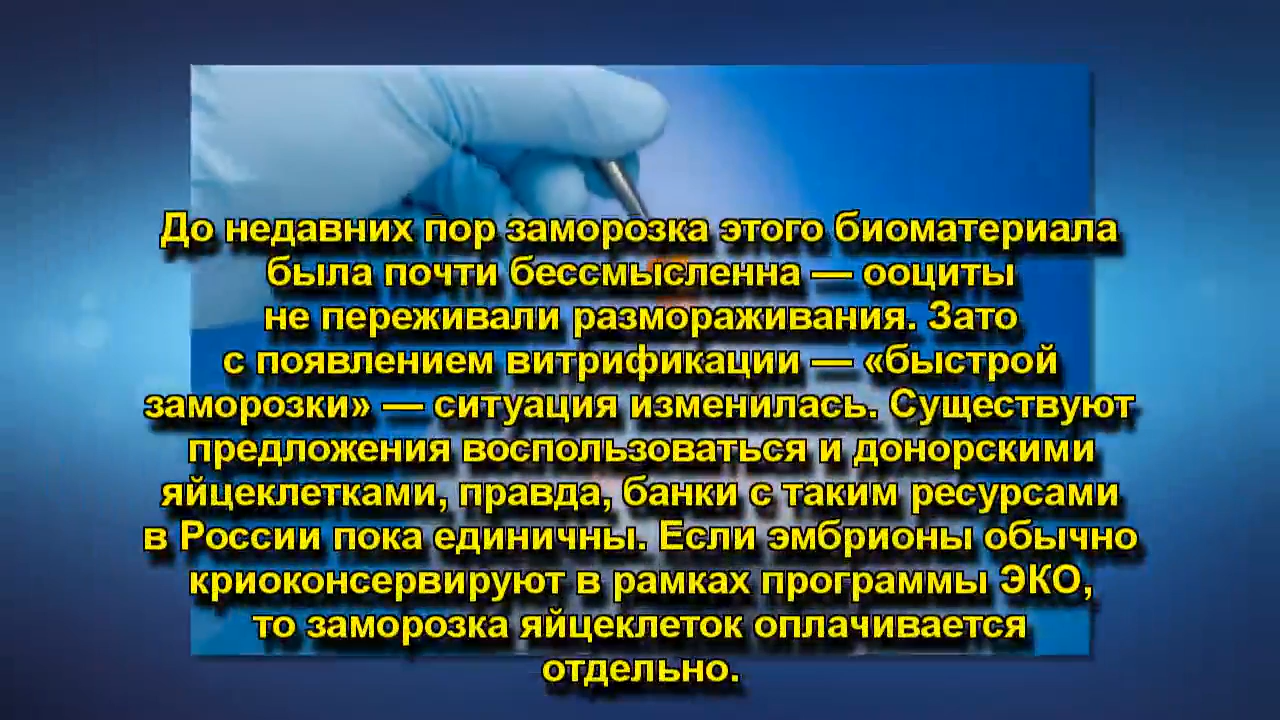 До недавних пор заморозка этого биоматериала
была почти бессмысленна — ооциты
не переживали размораживания. Зато
с появлением витрификации — «быстрой
заморозки» — ситуация изменилась. Существуют
предложения воспользоваться и донорскими
яйцеклетками, правда, банки с таким ресурсами
в России пока единичны. Если эмбрионы обычно
криоконсервируют в рамках программы ЭКО,
то заморозка яйцеклеток оплачивается
отдельно.